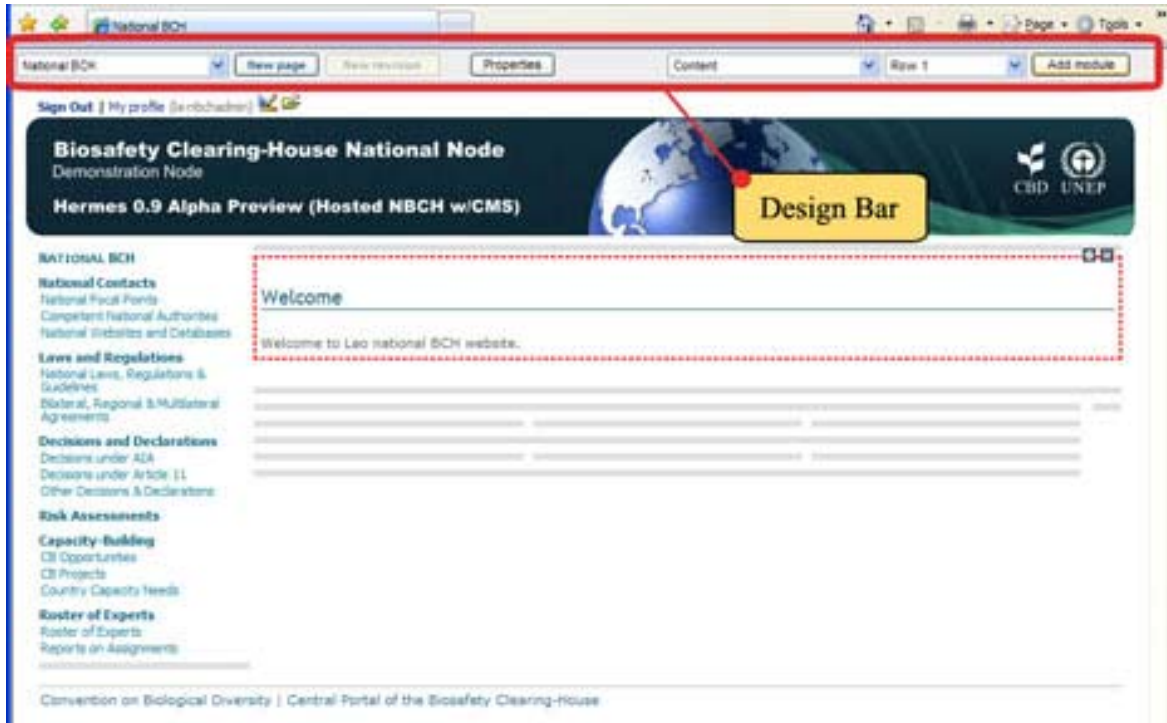 National BCH
Page
Tools
National BCH
New page
New revision
Properties
Content
Row 1
Add module
Sign Out | My profile
Biosafety Clearing-House National Node
Demonstration Node
Hermes 0.9 Alpha Preview (Hosted NBCH w/CMS)
CBD UNEP
Design Bar
NATIONAL BCH
National Contacts
National Focal Points
Competent National Authorities
National Websites and Databases
Laws and Regulations
National Laws, Regulations &
Guidelines
Bilateral, Regional & Multilateral
Agreements
Decisions and Declarations
Decisions under AIA
Decisions under Article 11
Other Decisions & Declarations
Risk Assessments
Capacity-Building
CB Opportunities
CB Projects
Country Capacity Needs
Roster of Experts
Roster of Experts
Reports on Assignments
Welcome
Welcome to Lao national BCH website.
Convention on Biological Diversity | Central Portal of the Biosafety Clearing-House